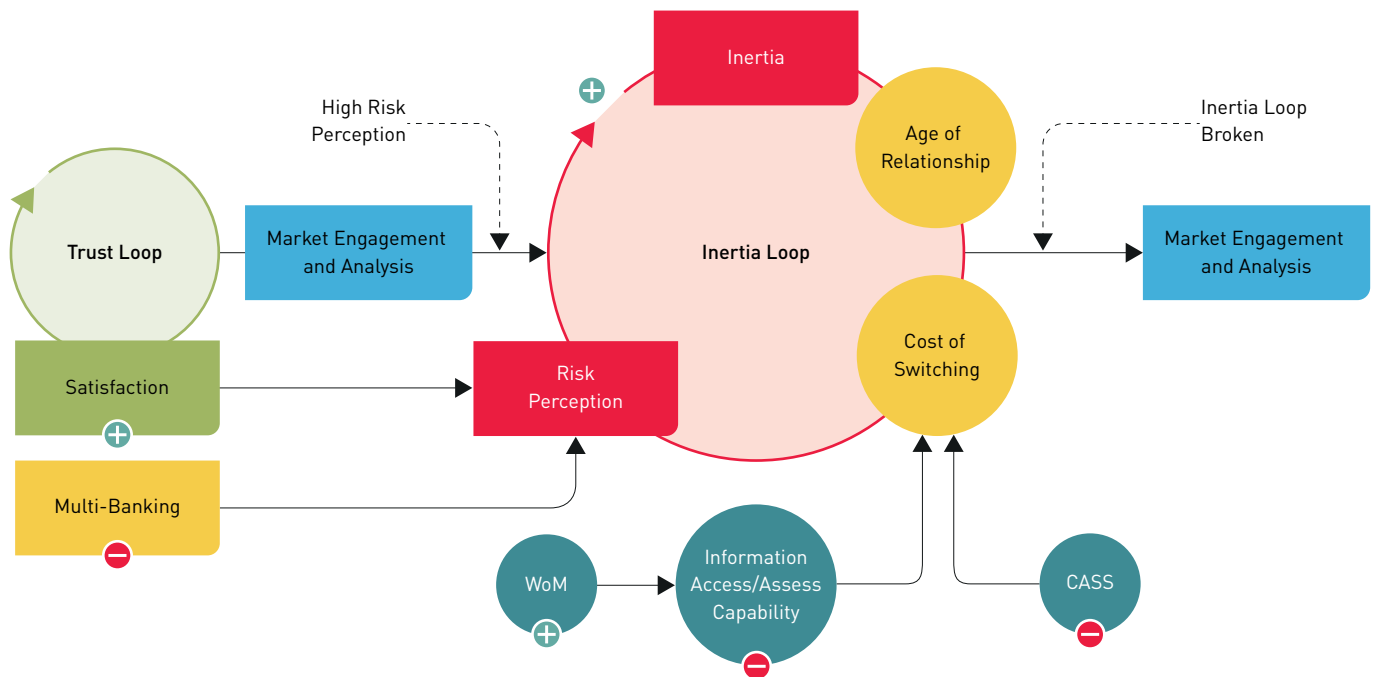 Inertia
High Risk
Perception
Age of
Relationship
Inertia Loop
Broken
Trust Loop
Market Engagement
and Analysis
Inertia Loop
Market Engagement
and Analysis
Cost of
Switching
Satisfaction
Risk
Perception
Multi-Banking
WoM
Information
Access/Assess
Capability
CASS